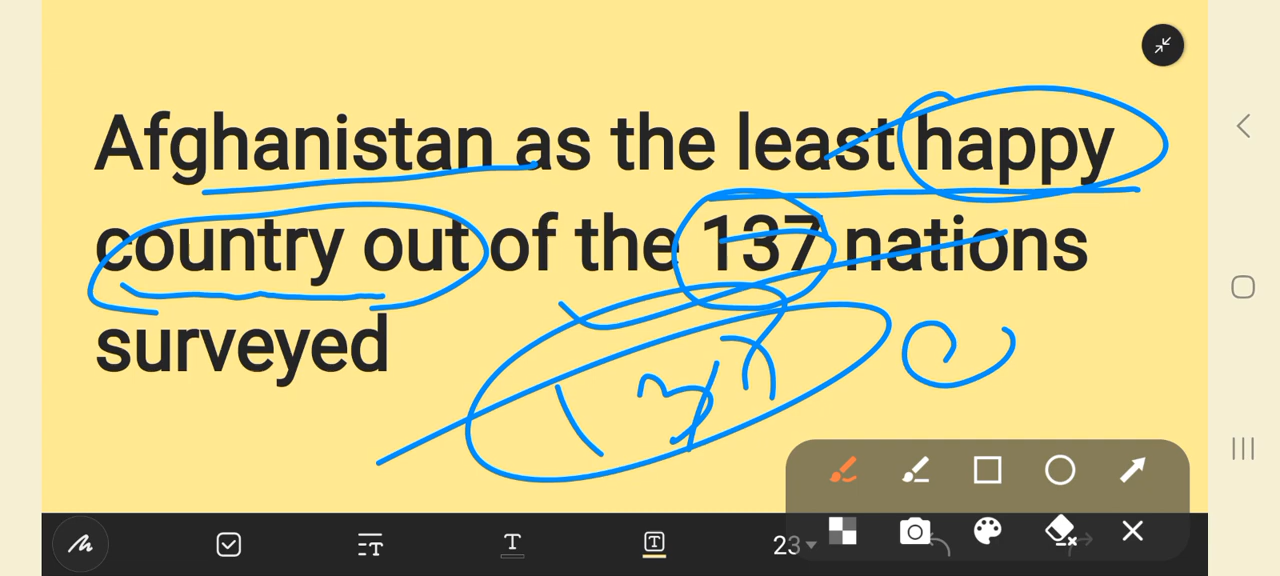 Afghanistan as the least happy
country out of the 137 nations
surveyed
137
23